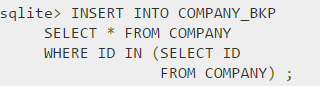 sqlite> INSERT INTO COMPANY_BKP
SELECT * FROM COMPANY
WHERE ID IN (SELECT ID
FROM COMPANY) ;